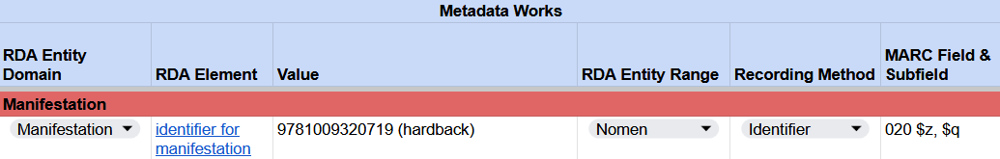 Metadata Works
RDA Entity Domain RDA Element Value RDA Entity Range Recording Method MARC Field & Subfield
Manifestation
Manifestation identifier for manifestation 9781009320719 (hardback) Nomen Identifier 020 $z, $q